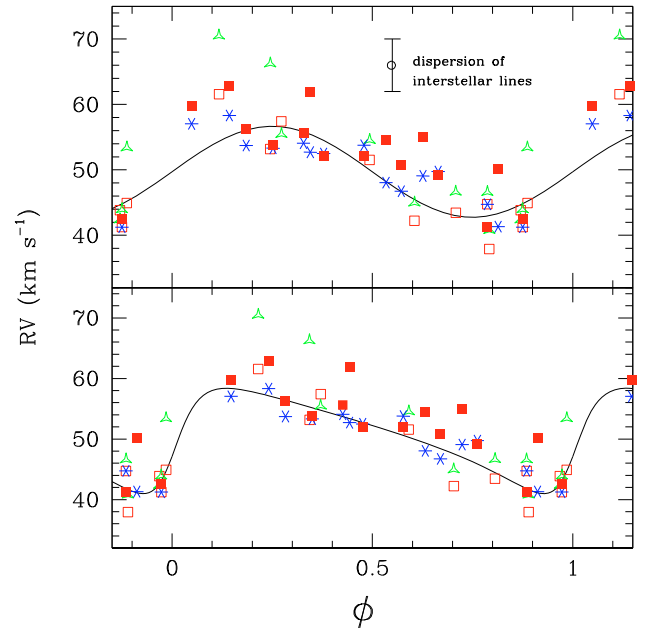 70
60
50
40
dispersion of
interstellar lines
RV (km s⁻¹)
70
60
50
40
0
0.5
1
ϕ